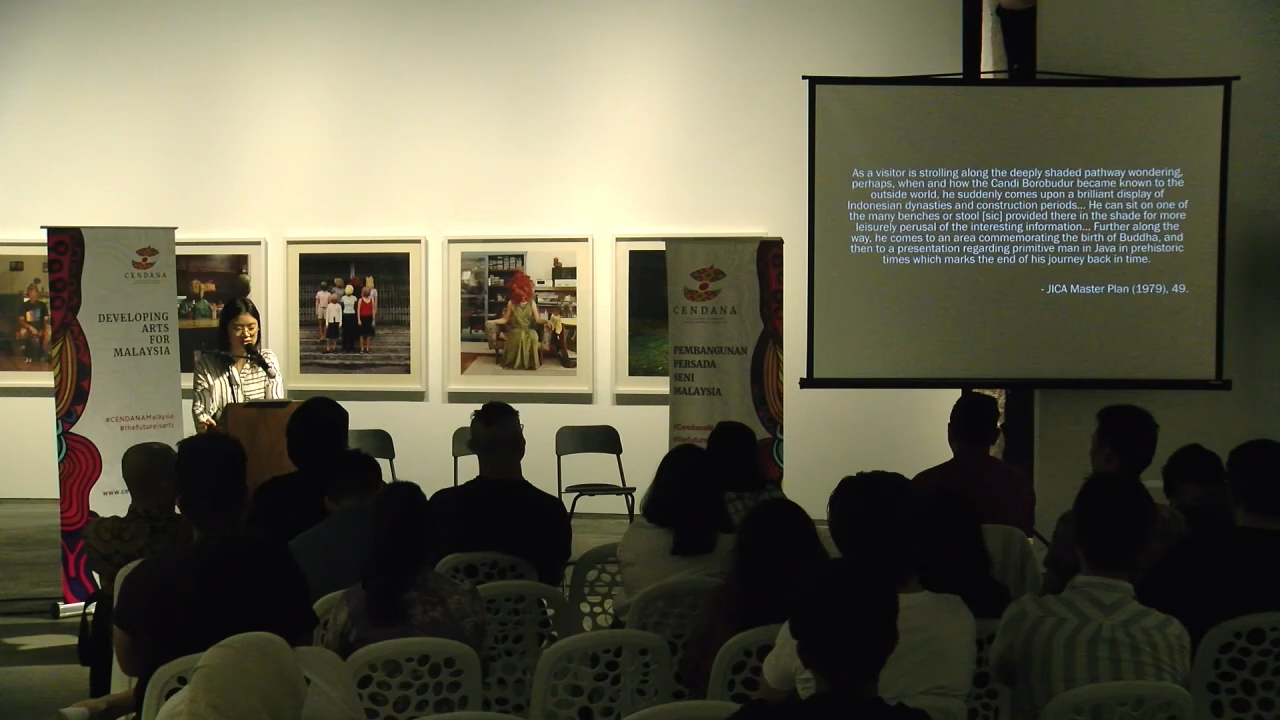 CENDANA
DEVELOPING
ARTS
FOR
MALAYSIA
#CENDANAMalaysia
#thefutureisarts
CENDANA
PEMBANGUNAN
PERSADA
SENI
MALAYSIA
As a visitor is strolling along the deeply shaded pathway wondering,
perhaps, when and how the Candi Borobudur became known to the
outside world, he suddenly comes upon a brilliant display of
Indonesian dynasties and construction periods... He can sit on one of
the many benches or stool [sic] provided there in the shade for more
leisurely perusal of the interesting information... Further along the
way, he comes to an area commemorating the birth of Buddha, and
then to a presentation regarding primitive man in Java in prehistoric
times which marks the end of his journey back in time.
- JICA Master Plan (1979), 49.